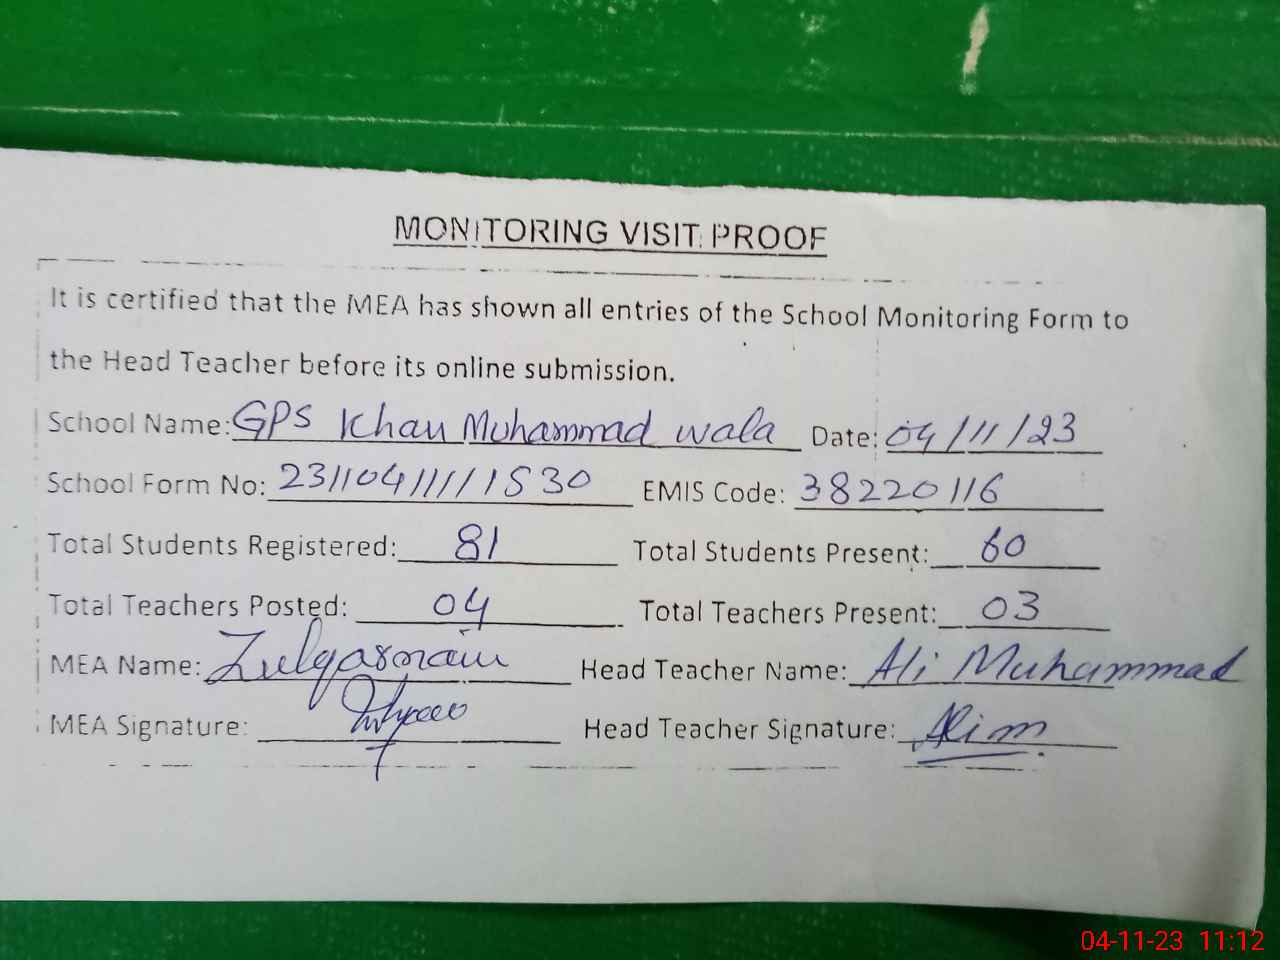 MONITORING VISIT PROOF
It is certified that the MEA has shown all entries of the School Monitoring Form to
the Head Teacher before its online submission.
School Name: GPS Khan Muhammad wala Date: 04/11/23
School Form No: 231104111111530 EMIS Code: 38220116
Total Students Registered: 81 Total Students Present: 60
Total Teachers Posted: 04 Total Teachers Present: 03
MEA Name: Zulqarnain Head Teacher Name: Ali Muhammad
MEA Signature: Head Teacher Signature: Alim
04-11-23 11:12